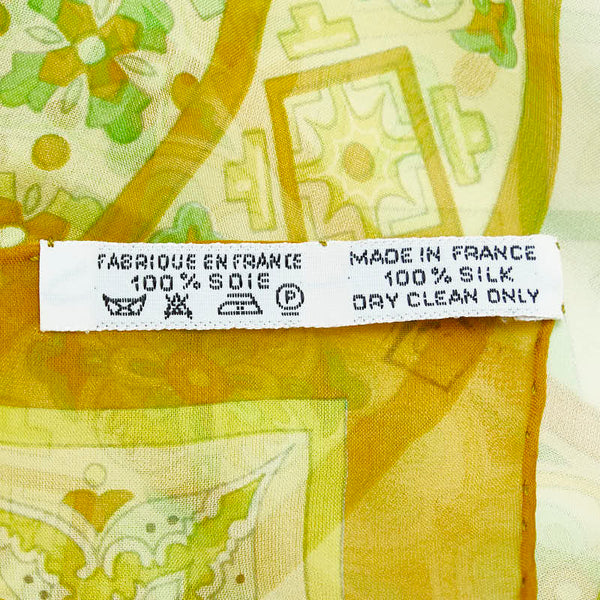 FABRIQUE EN FRANCE
100% SOIE
P
MADE IN FRANCE
100% SILK
DRY CLEAN ONLY